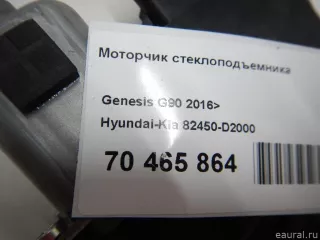 Моторчик стеклоподъемника
Genesis G90 2016>
Hyundai-Kia 82450-D2000
70 465 864
eaural.ru